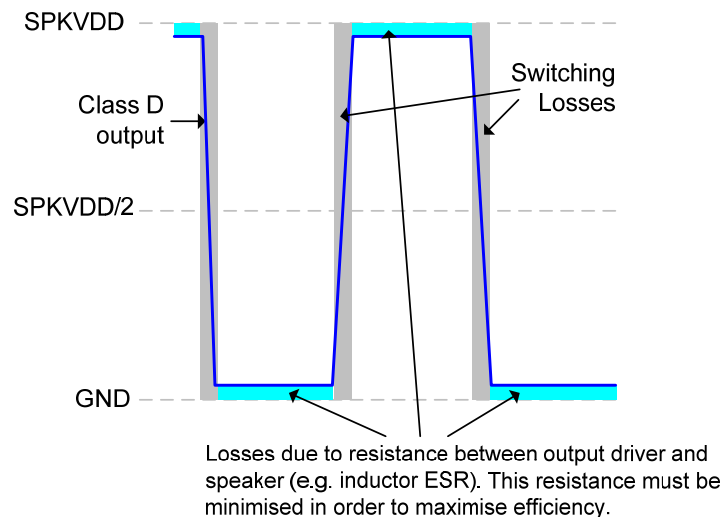 SPKVDD
Switching
Losses
Class D
output
SPKVDD/2
GND
Losses due to resistance between output driver and
speaker (e.g. inductor ESR). This resistance must be
minimised in order to maximise efficiency.